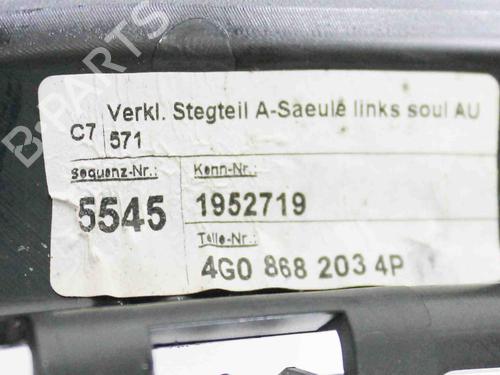 Verkl. Stegteil A-Saeule links soul AU
C7 571
Sequenz-Nr.: Kenn-Nr.:
5545 1952719
Teile-Nr.:
4G0 868 203 4P
B-PARTS